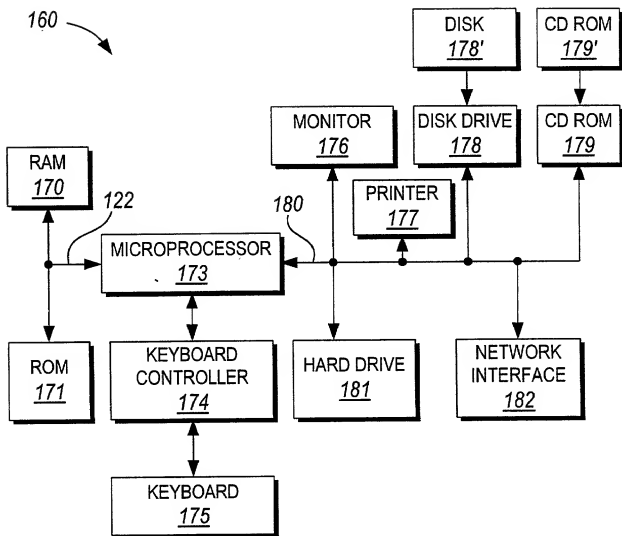 160
DISK
178'
CD ROM
179'
MONITOR
176
DISK DRIVE
178
CD ROM
179
RAM
170
122
PRINTER
177
180
MICROPROCESSOR
173
ROM
171
KEYBOARD
CONTROLLER
174
HARD DRIVE
181
NETWORK
INTERFACE
182
KEYBOARD
175